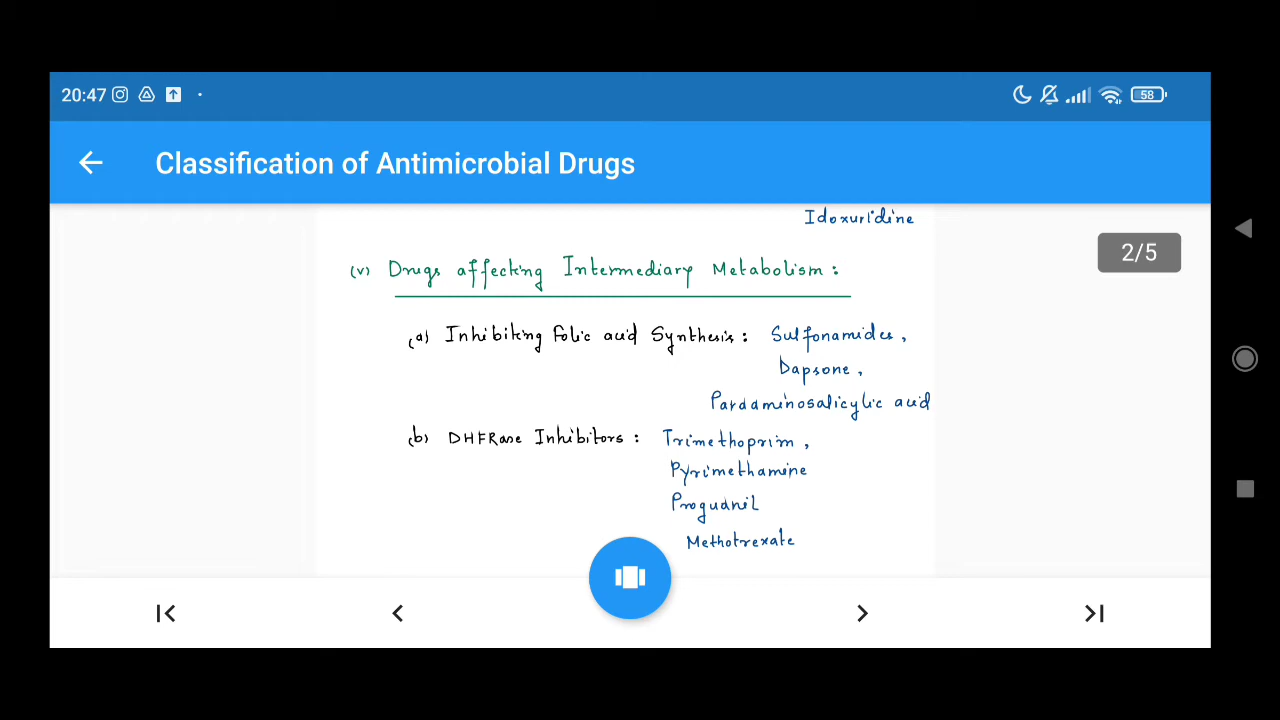 20:47
58
Classification of Antimicrobial Drugs
2/5
Idoxuridine
(v) Drugs affecting Intermediary Metabolism :
(a) Inhibiting Folic acid Synthesis : Sulfonamides ,
Dapsone ,
Paraaminosalicylic acid
(b) DHFRase Inhibitors : Trimethoprim ,
Pyrimethamine
Proguanil
Methotrexate